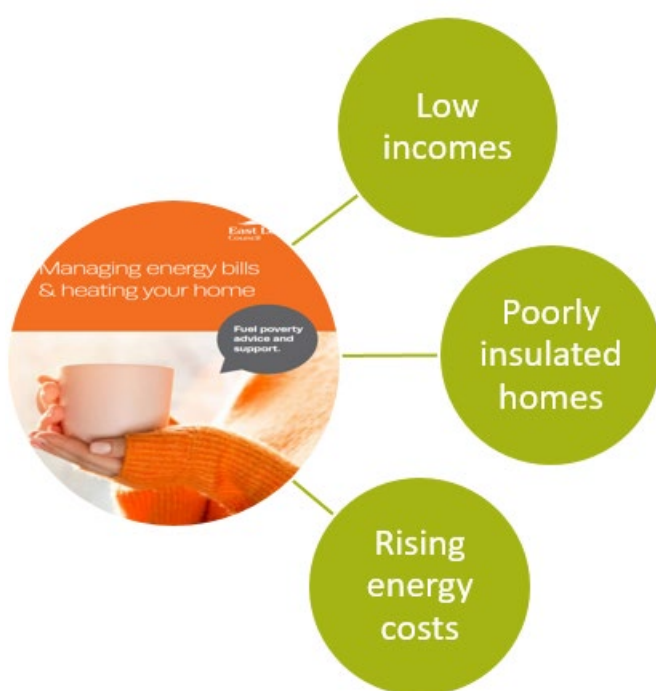 Low
incomes
East
Council
Managing energy bills
& heating your home
Fuel poverty
advice and
support.
Poorly
insulated
homes
Rising
energy
costs